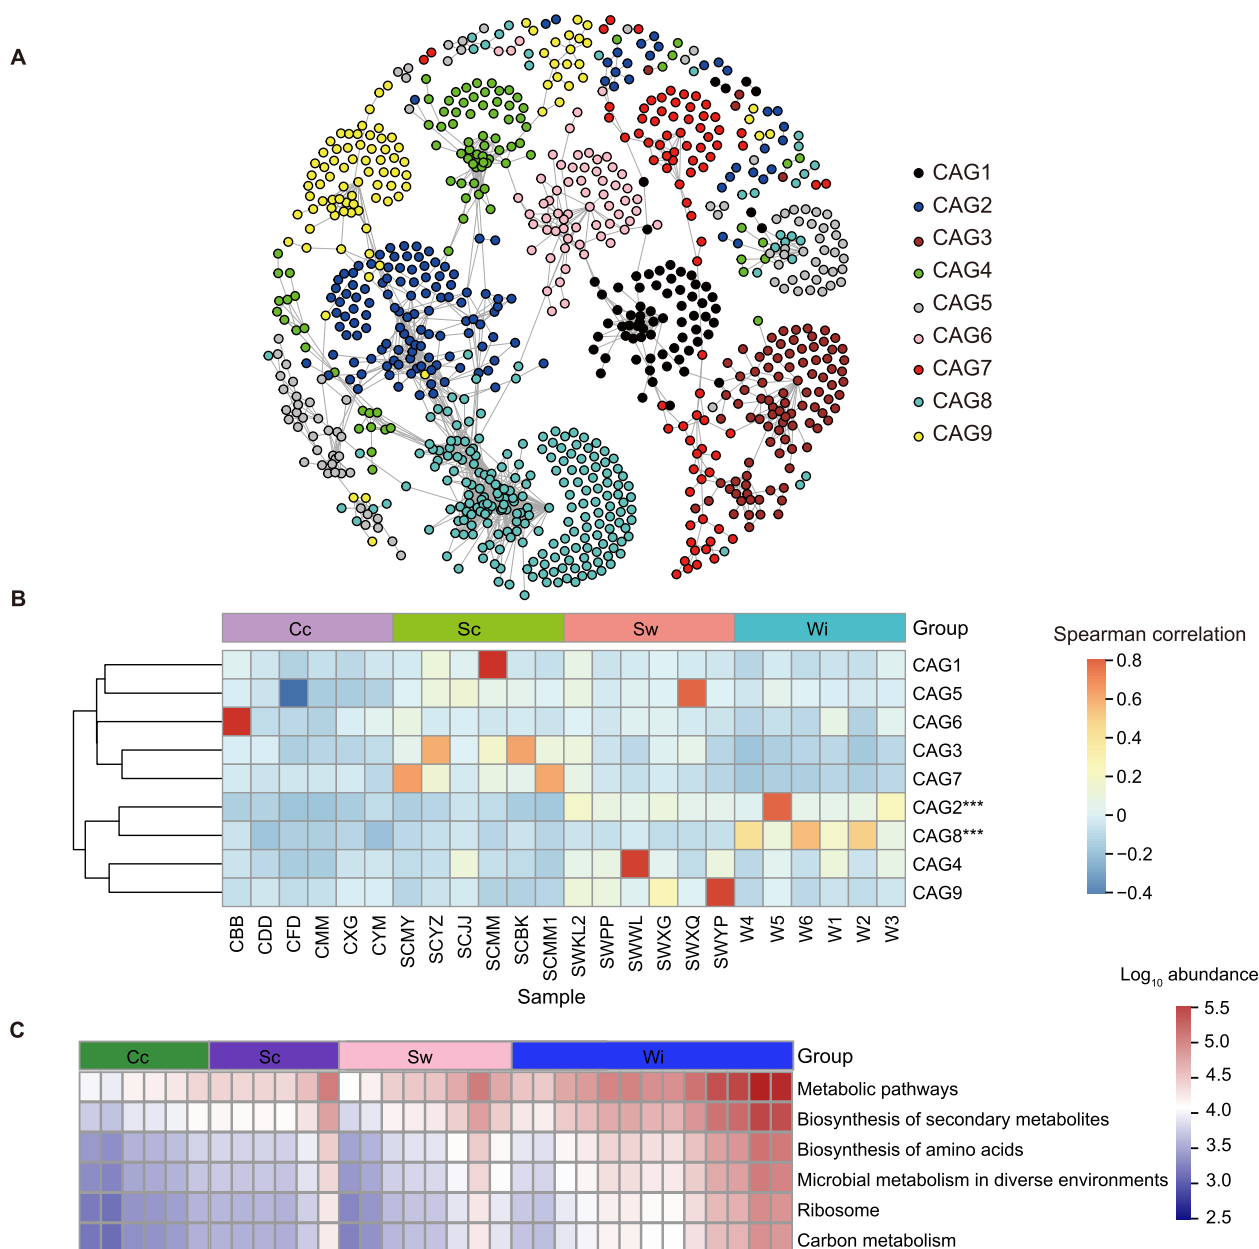 A
CAG1
CAG2
CAG3
CAG4
CAG5
CAG6
CAG7
CAG8
CAG9
B
Cc Sc Sw Wi Group
Spearman correlation
CAG1
CAG5
CAG6
CAG3
CAG7
CAG2***
CAG8***
CAG4
CAG9
0.8
0.6
0.4
0.2
0
−0.2
−0.4
CBB CDD CFD CMM CXG CYM SCMY SCYZ SCJJ SCMM SCBK SCMM1 SWKL2 SWPP SWWL SWXG SWXQ SWYP W4 W5 W6 W1 W2 W3
Sample
Log10 abundance
5.5
5.0
4.5
4.0
3.5
3.0
2.5
C
Cc Sc Sw Wi Group
Metabolic pathways
Biosynthesis of secondary metabolites
Biosynthesis of amino acids
Microbial metabolism in diverse environments
Ribosome
Carbon metabolism